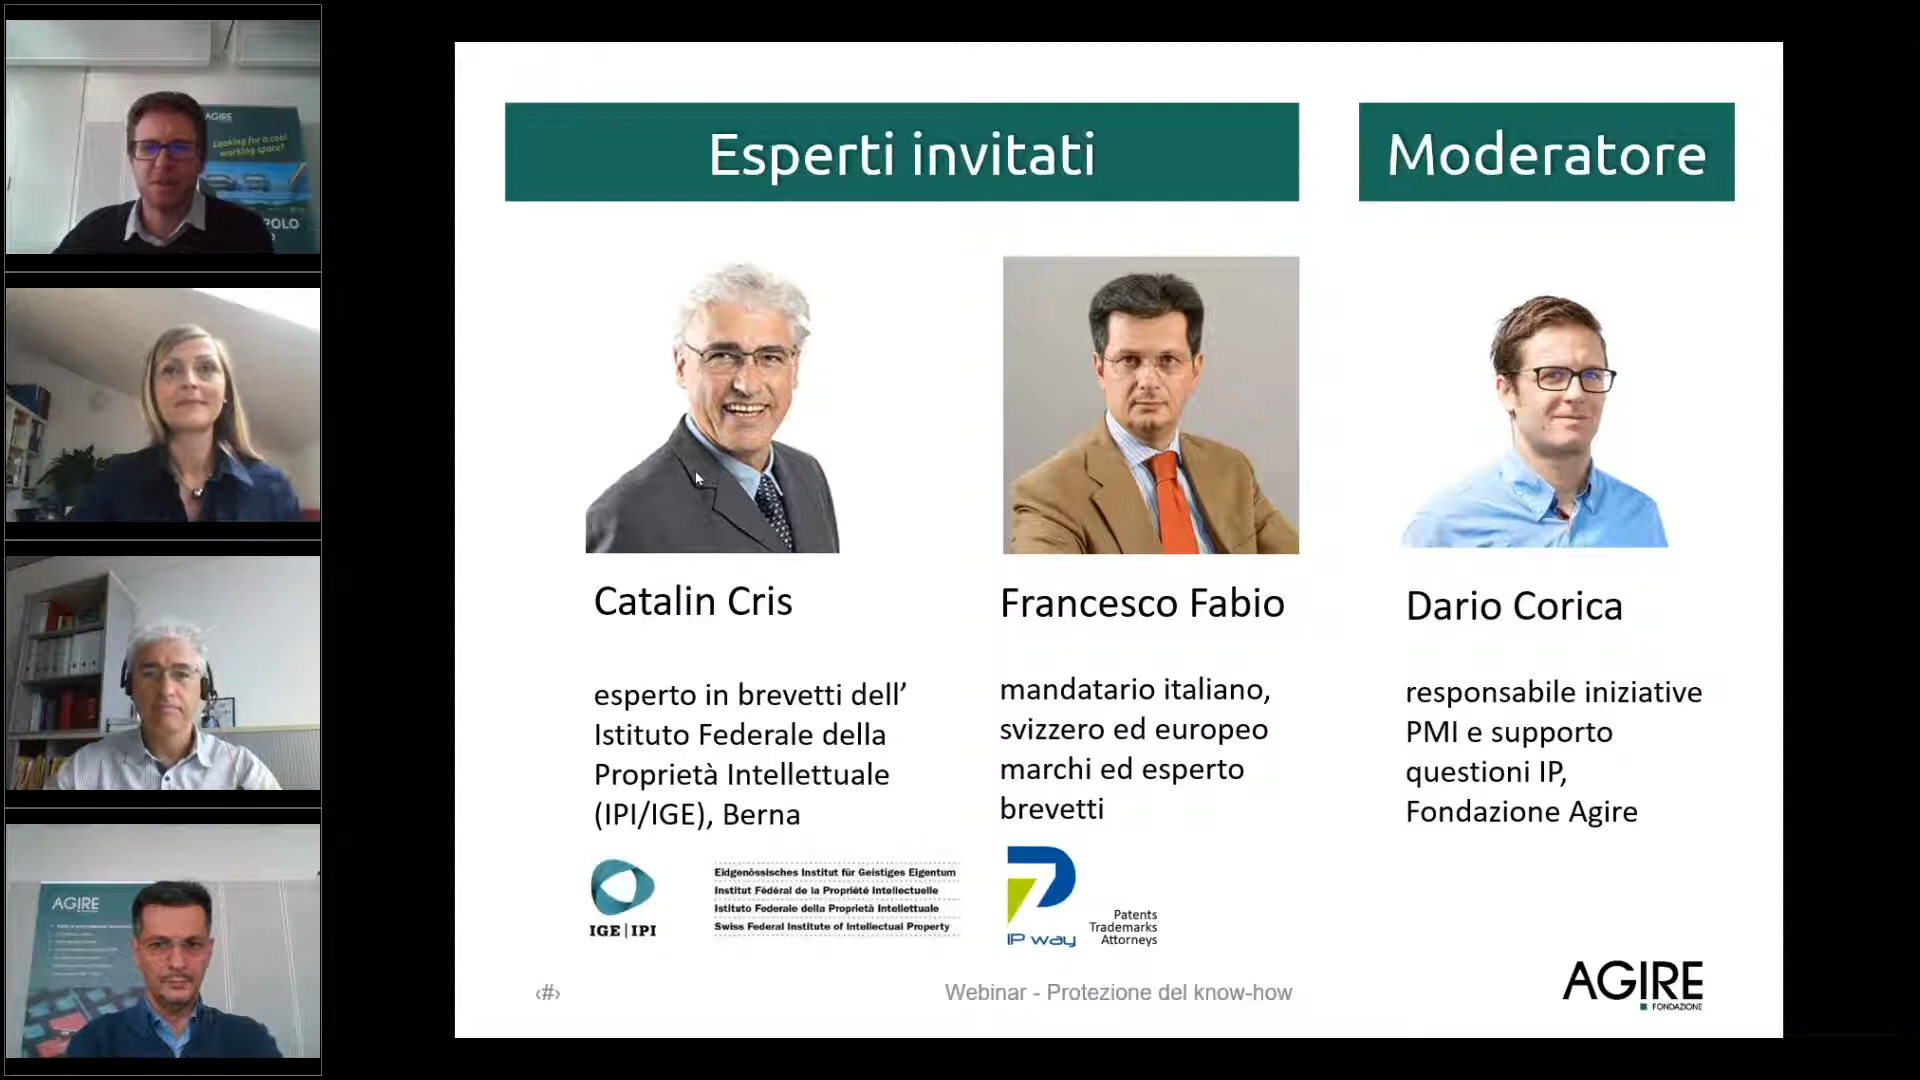 AGIRE
Looking for a cool
working space?
POLO
AGIRE
Esperti invitati
Moderatore
Catalin Cris
esperto in brevetti dell’
Istituto Federale della
Proprietà Intellettuale
(IPI/IGE), Berna
IGE | IPI
Eidgenössisches Institut für Geistiges Eigentum
Institut Fédéral de la Propriété Intellectuelle
Istituto Federale della Proprietà Intellettuale
Swiss Federal Institute of Intellectual Property
Francesco Fabio
mandatario italiano,
svizzero ed europeo
marchi ed esperto
brevetti
IP way
Patents
Trademarks
Attorneys
Dario Corica
responsabile iniziative
PMI e supporto
questioni IP,
Fondazione Agire
‹#›
Webinar - Protezione del know-how
AGIRE
FONDAZIONE